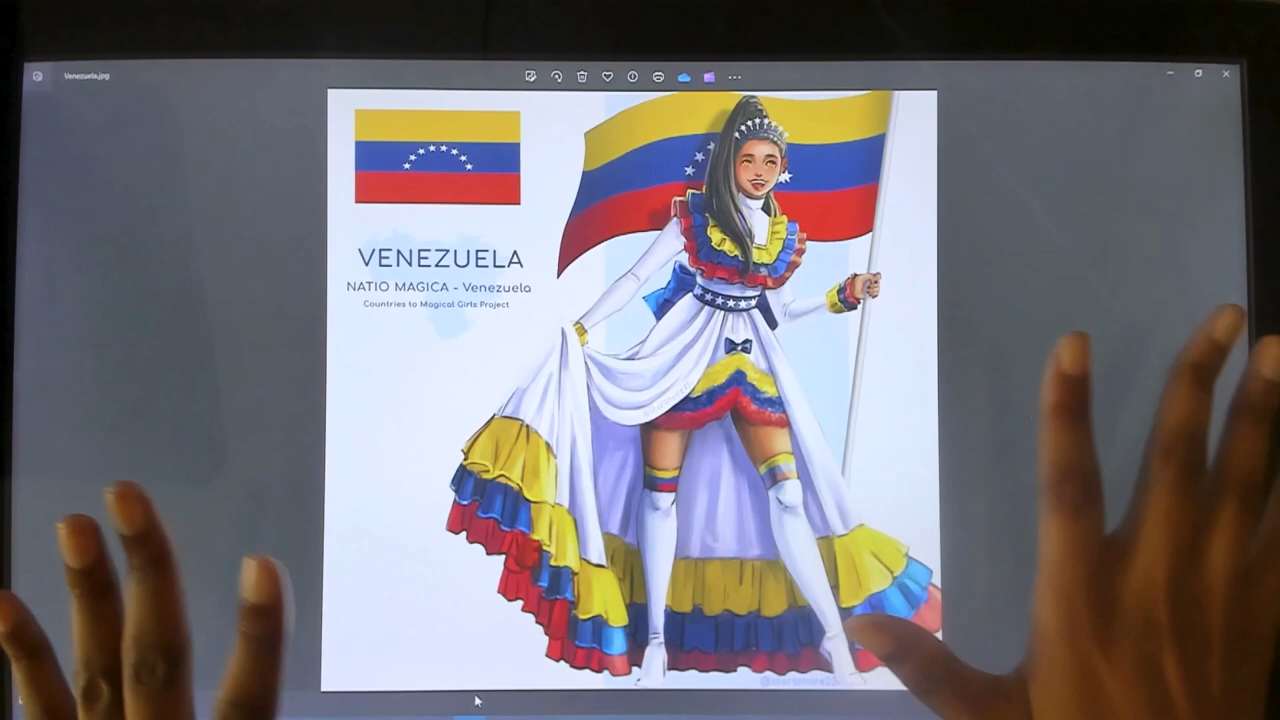 Venezuela.jpg
VENEZUELA
NATIO MAGICA - Venezuela
Countries to Magical Girls Project